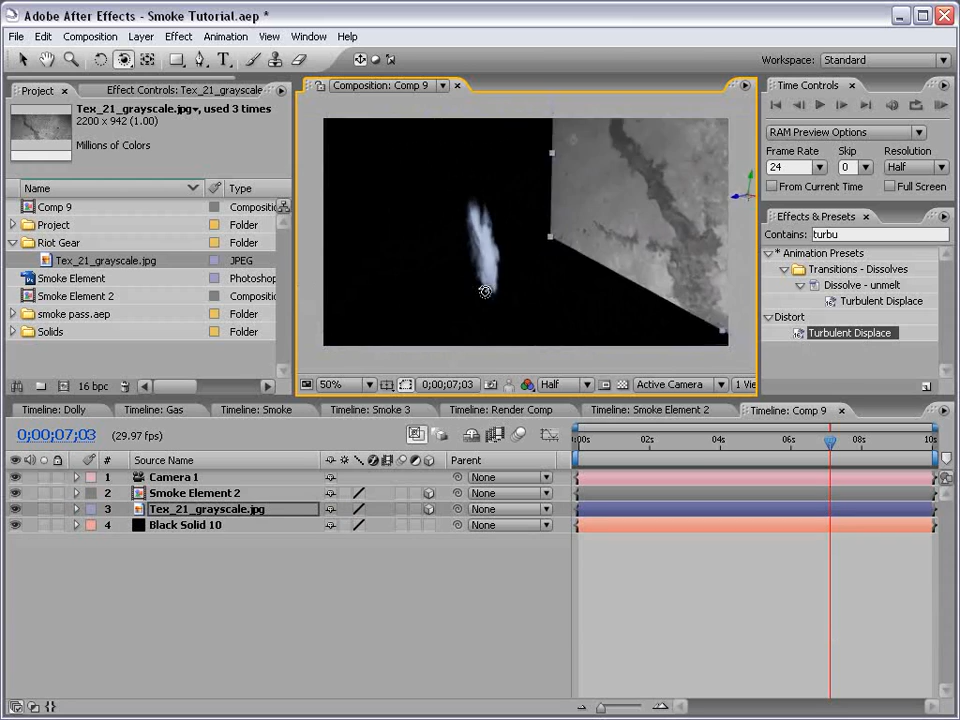 Adobe After Effects - Smoke Tutorial.aep *
File Edit Composition Layer Effect Animation View Window Help
Workspace: Standard
Project Effect Controls: Tex_21_grayscale.
Tex_21_grayscale.jpg, used 3 times
2200 x 942 (1.00)
Millions of Colors
Name Type
Comp 9 Compositi
Project Folder
Riot Gear Folder
Tex_21_grayscale.jpg JPEG
Smoke Element Photoshop
Smoke Element 2 Compositi
smoke pass.aep Folder
Solids Folder
16 bpc
Composition: Comp 9
50% 0;00;07;03 Half Active Camera 1 Vie
Time Controls
RAM Preview Options
Frame Rate Skip Resolution
24 0 Half
From Current Time Full Screen
Effects & Presets
Contains: turbu
* Animation Presets
Transitions - Dissolves
Dissolve - unmelt
Turbulent Displace
Distort
Turbulent Displace
Timeline: Dolly Timeline: Gas Timeline: Smoke Timeline: Smoke 3 Timeline: Render Comp Timeline: Smoke Element 2 Timeline: Comp 9
0;00;07;03 (29.97 fps)
:00s 02s 04s 06s 08s 10s
# Source Name Parent
1 Camera 1 None
2 Smoke Element 2 None
3 Tex_21_grayscale.jpg None
4 Black Solid 10 None